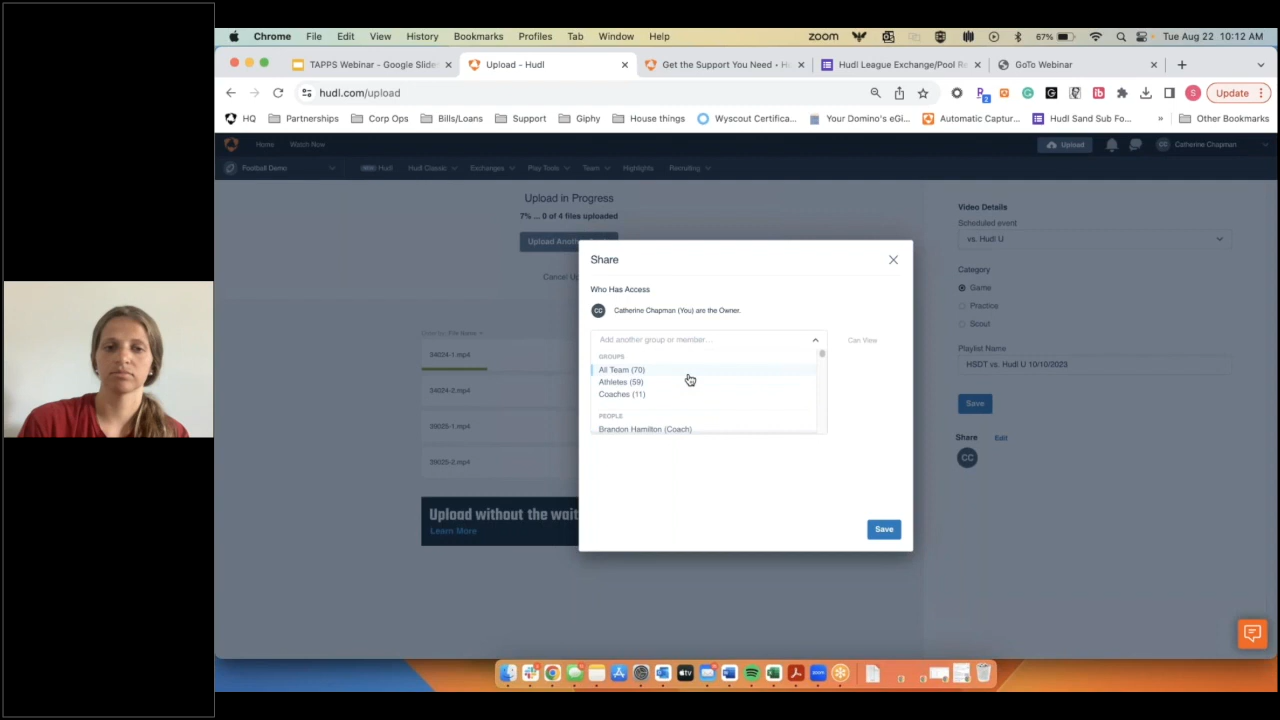 Chrome File Edit View History Bookmarks Profiles Tab Window Help zoom 67% Tue Aug 22 10:12 AM
TAPPS Webinar - Google Slide Upload - Hudl Get the Support You Need - H Hudl League Exchange/Pool Re GoTo Webinar
hudl.com/upload S Update
HQ Partnerships Corp Ops Bills/Loans Support Giphy House things Wyscout Certifica... Your Domino's eGi... Automatic Captur... Hudl Sand Sub Fo... » Other Bookmarks
Home Watch Now Upload CC Catherine Chapman
Football Demo Hudl Hudl Classic Exchanges Play Tools Team Highlights Recruiting
Upload in Progress
7% ... 0 of 4 files uploaded
Upload Anoth
Cancel Up
34024-1.mp4
34024-2.mp4
39025-1.mp4
39025-2.mp4
Upload without the wait
Learn More
Share
Who Has Access
CC Catherine Chapman (You) are the Owner.
Add another group or member... Can View
GROUPS
All Team (70)
Athletes (59)
Coaches (11)
PEOPLE
Brandon Hamilton (Coach)
Save
Video Details
Scheduled event
vs. Hudl U
Category
Game
Practice
Scout
Playlist Name
HSDT vs. Hudl U 10/10/2023
Save
Share Edit
CC